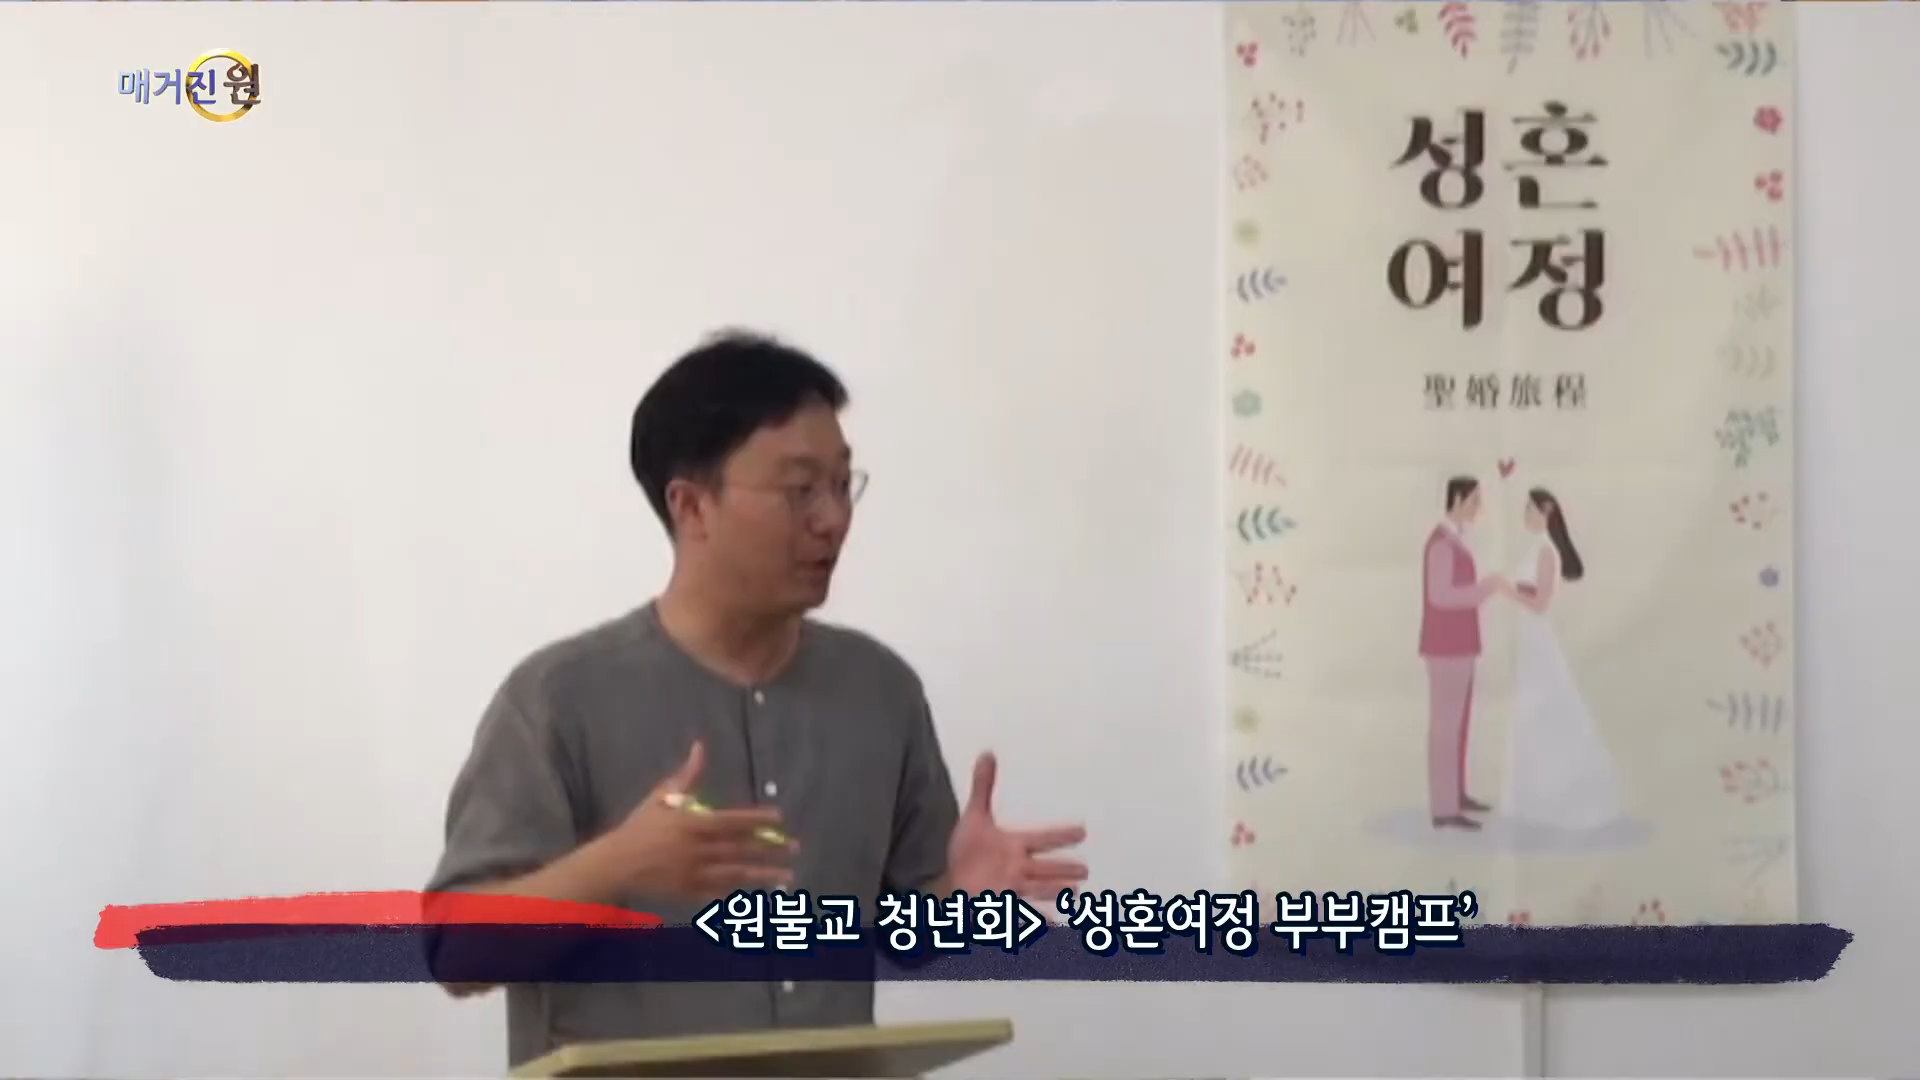 매거진 원
성혼
여정
聖婚旅程
<원불교 청년회> ‘성혼여정 부부캠프’